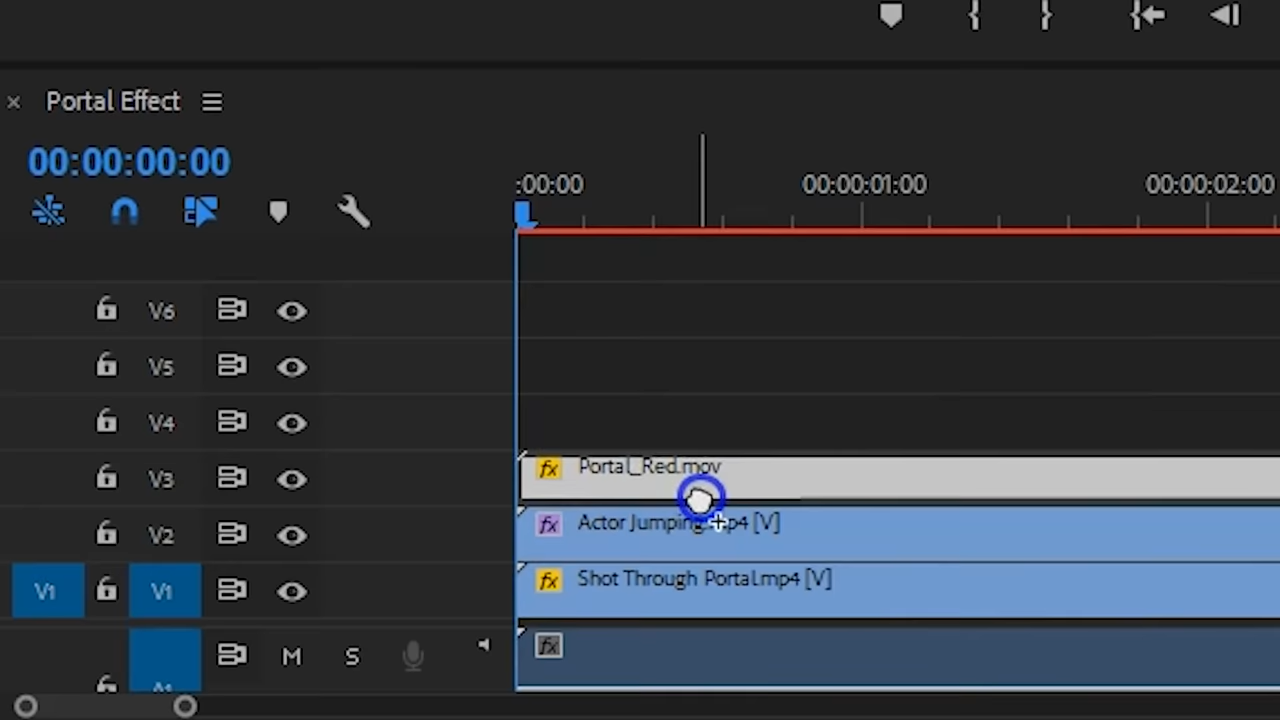 Portal Effect
00:00:00:00
:00:00 00:00:01:00 00:00:02:00
V6
V5
V4
V3 fx Portal_Red.mov
V2 fx Actor Jumping.mp4 [V]
V1 V1 fx Shot Through Portal.mp4 [V]
M S fx
A1